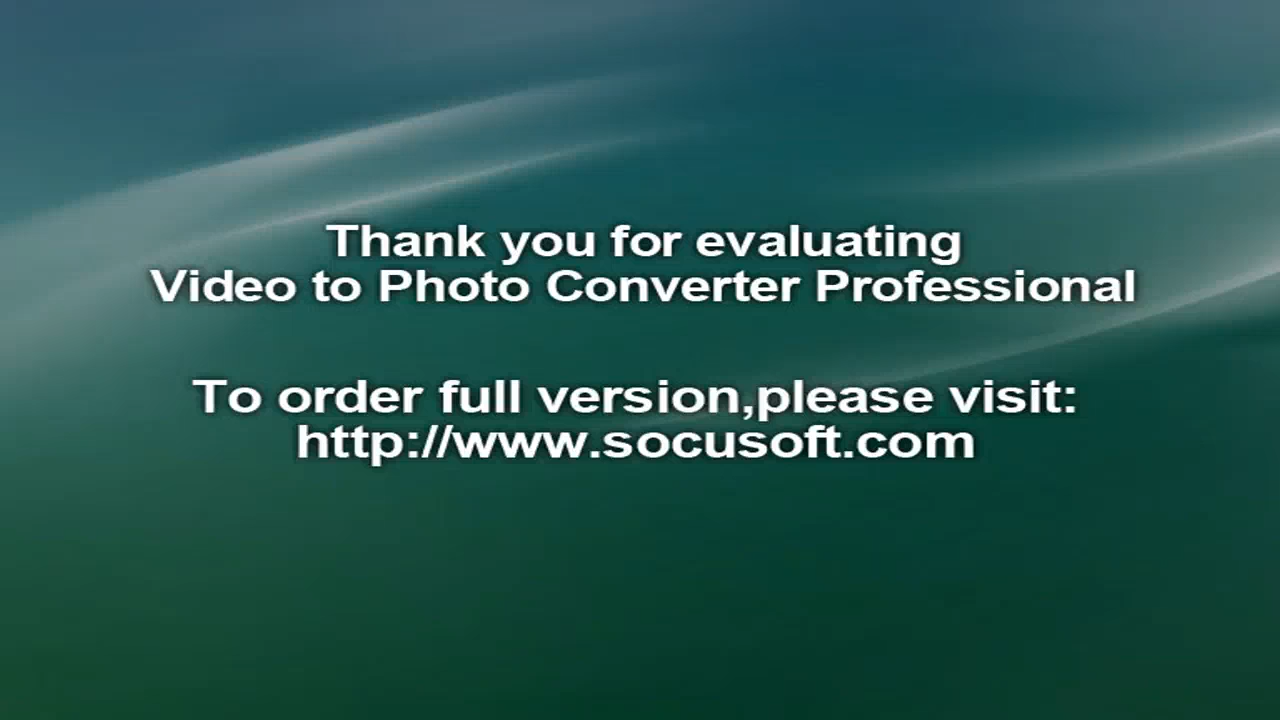 Thank you for evaluating
Video to Photo Converter Professional
To order full version,please visit:
http://www.socusoft.com